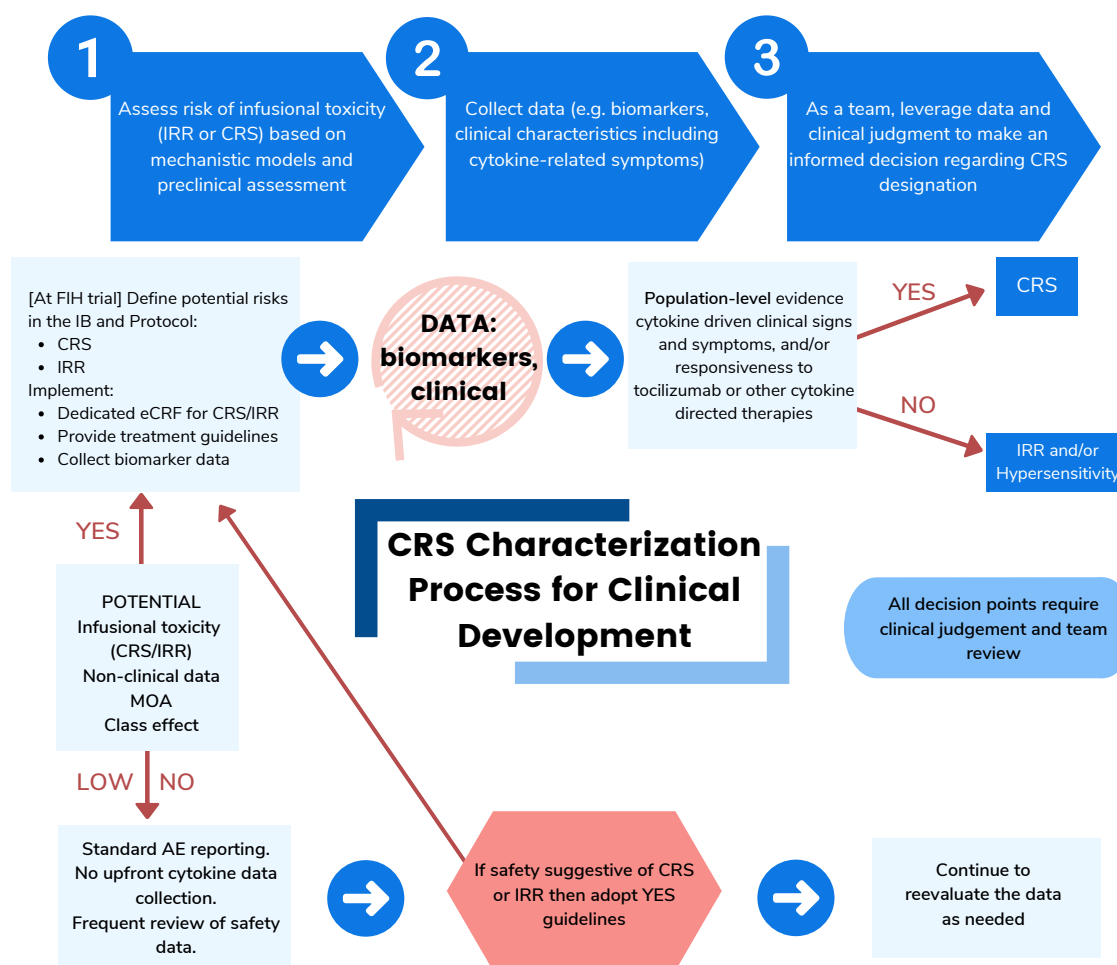 1
Assess risk of infusional toxicity
(IRR or CRS) based on
mechanistic models and
preclinical assessment
2
Collect data (e.g. biomarkers,
clinical characteristics including
cytokine-related symptoms)
3
As a team, leverage data and
clinical judgment to make an
informed decision regarding CRS
designation
[At FIH trial] Define potential risks
in the IB and Protocol:
• CRS
• IRR
Implement:
• Dedicated eCRF for CRS/IRR
• Provide treatment guidelines
• Collect biomarker data
DATA:
biomarkers,
clinical
Population-level evidence
cytokine driven clinical signs
and symptoms, and/or
responsiveness to
tocilizumab or other cytokine
directed therapies
YES
CRS
NO
IRR and/or
Hypersensitivity
YES
POTENTIAL
Infusional toxicity
(CRS/IRR)
Non-clinical data
MOA
Class effect
LOW NO
CRS Characterization
Process for Clinical
Development
All decision points require
clinical judgement and team
review
Standard AE reporting.
No upfront cytokine data
collection.
Frequent review of safety
data.
If safety suggestive of CRS
or IRR then adopt YES
guidelines
Continue to
reevaluate the data
as needed